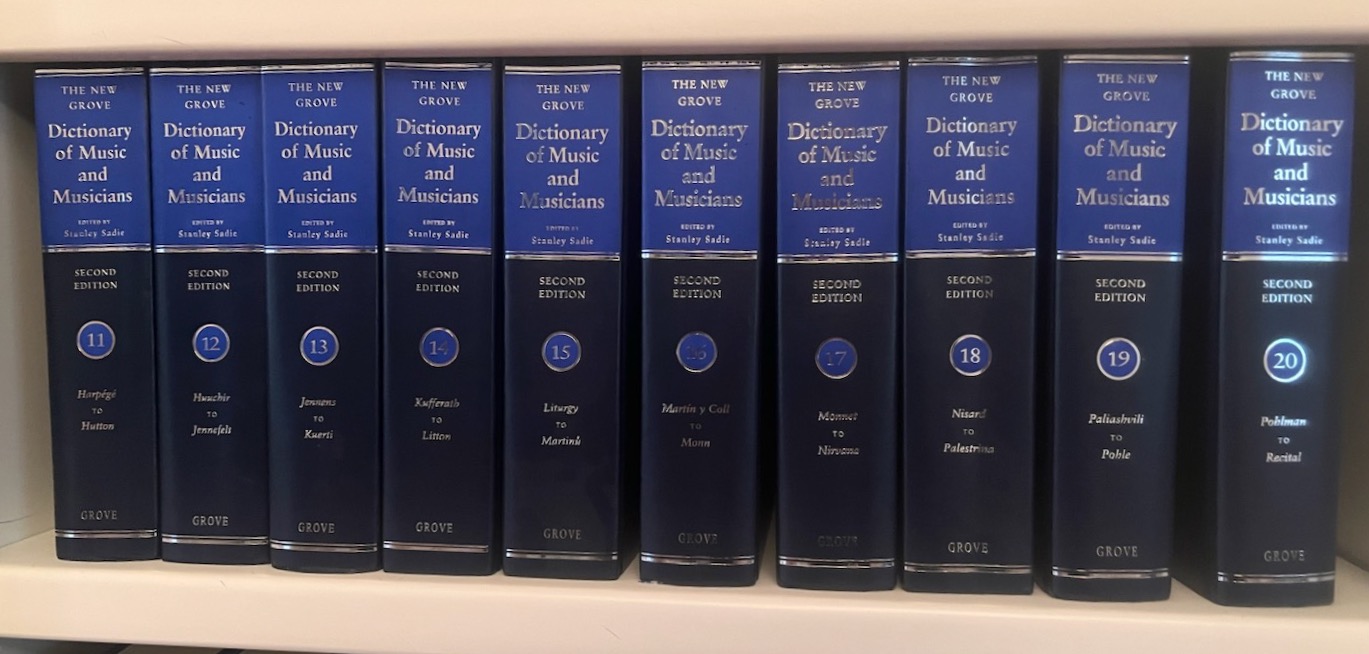 THE NEW
GROVE
Dictionary
of Music
and
Musicians
EDITED BY
Stanley Sadie
SECOND
EDITION
11
Harpégé
TO
Hutton
GROVE
THE NEW
GROVE
Dictionary
of Music
and
Musicians
EDITED BY
Stanley Sadie
SECOND
EDITION
12
Huuchir
TO
Jennefelt
GROVE
THE NEW
GROVE
Dictionary
of Music
and
Musicians
EDITED BY
Stanley Sadie
SECOND
EDITION
13
Jennens
TO
Kuerti
GROVE
THE NEW
GROVE
Dictionary
of Music
and
Musicians
EDITED BY
Stanley Sadie
SECOND
EDITION
14
Kufferath
TO
Litton
GROVE
THE NEW
GROVE
Dictionary
of Music
and
Musicians
EDITED BY
Stanley Sadie
SECOND
EDITION
15
Liturgy
TO
Martinů
GROVE
THE NEW
GROVE
Dictionary
of Music
and
Musicians
EDITED BY
Stanley Sadie
SECOND
EDITION
16
Martín y Coll
TO
Monn
GROVE
THE NEW
GROVE
Dictionary
of Music
and
Musicians
EDITED BY
Stanley Sadie
SECOND
EDITION
17
Monnet
TO
Nirvana
GROVE
THE NEW
GROVE
Dictionary
of Music
and
Musicians
EDITED BY
Stanley Sadie
SECOND
EDITION
18
Nisard
TO
Palestrina
GROVE
THE NEW
GROVE
Dictionary
of Music
and
Musicians
EDITED BY
Stanley Sadie
SECOND
EDITION
19
Paliashvili
TO
Pohle
GROVE
THE NEW
GROVE
Dictionary
of Music
and
Musicians
EDITED BY
Stanley Sadie
SECOND
EDITION
20
Pohlman
TO
Recital
GROVE